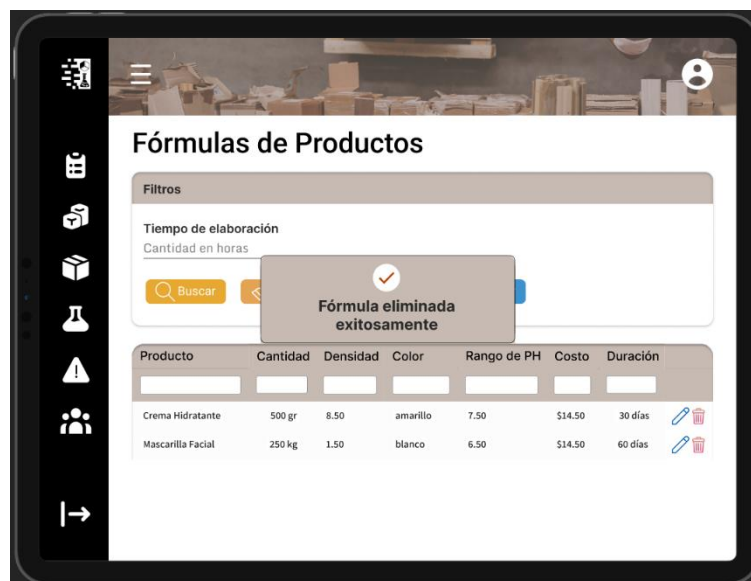 Fórmulas de Productos
Filtros
Tiempo de elaboración
Cantidad en horas
Buscar
Fórmula eliminada
exitosamente
Producto Cantidad Densidad Color Rango de PH Costo Duración
Crema Hidratante 500 gr 8.50 amarillo 7.50 $14.50 30 días
Mascarilla Facial 250 kg 1.50 blanco 6.50 $14.50 60 días